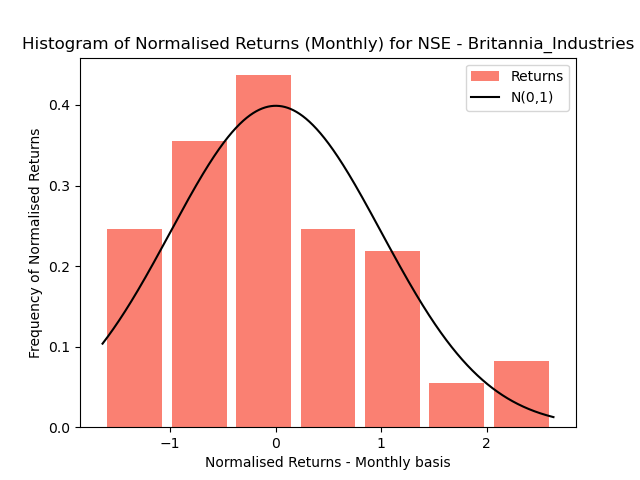 Histogram of Normalised Returns (Monthly) for NSE - Britannia_Industries
Returns
N(0,1)
Frequency of Normalised Returns
0.4
0.3
0.2
0.1
0.0
−1
0
1
2
Normalised Returns - Monthly basis